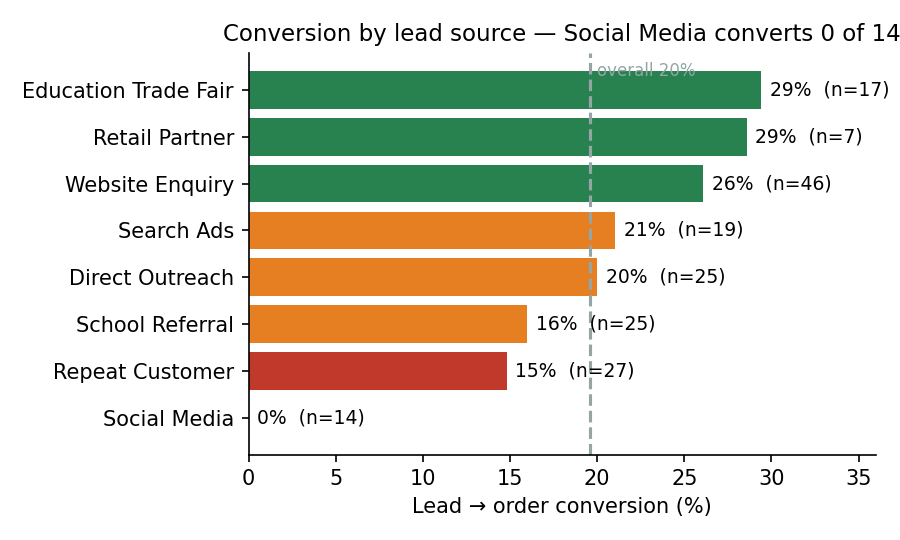 Conversion by lead source — Social Media converts 0 of 14
overall 20%
Education Trade Fair 29% (n=17)
Retail Partner 29% (n=7)
Website Enquiry 26% (n=46)
Search Ads 21% (n=19)
Direct Outreach 20% (n=25)
School Referral 16% (n=25)
Repeat Customer 15% (n=27)
Social Media 0% (n=14)
0 5 10 15 20 25 30 35
Lead → order conversion (%)